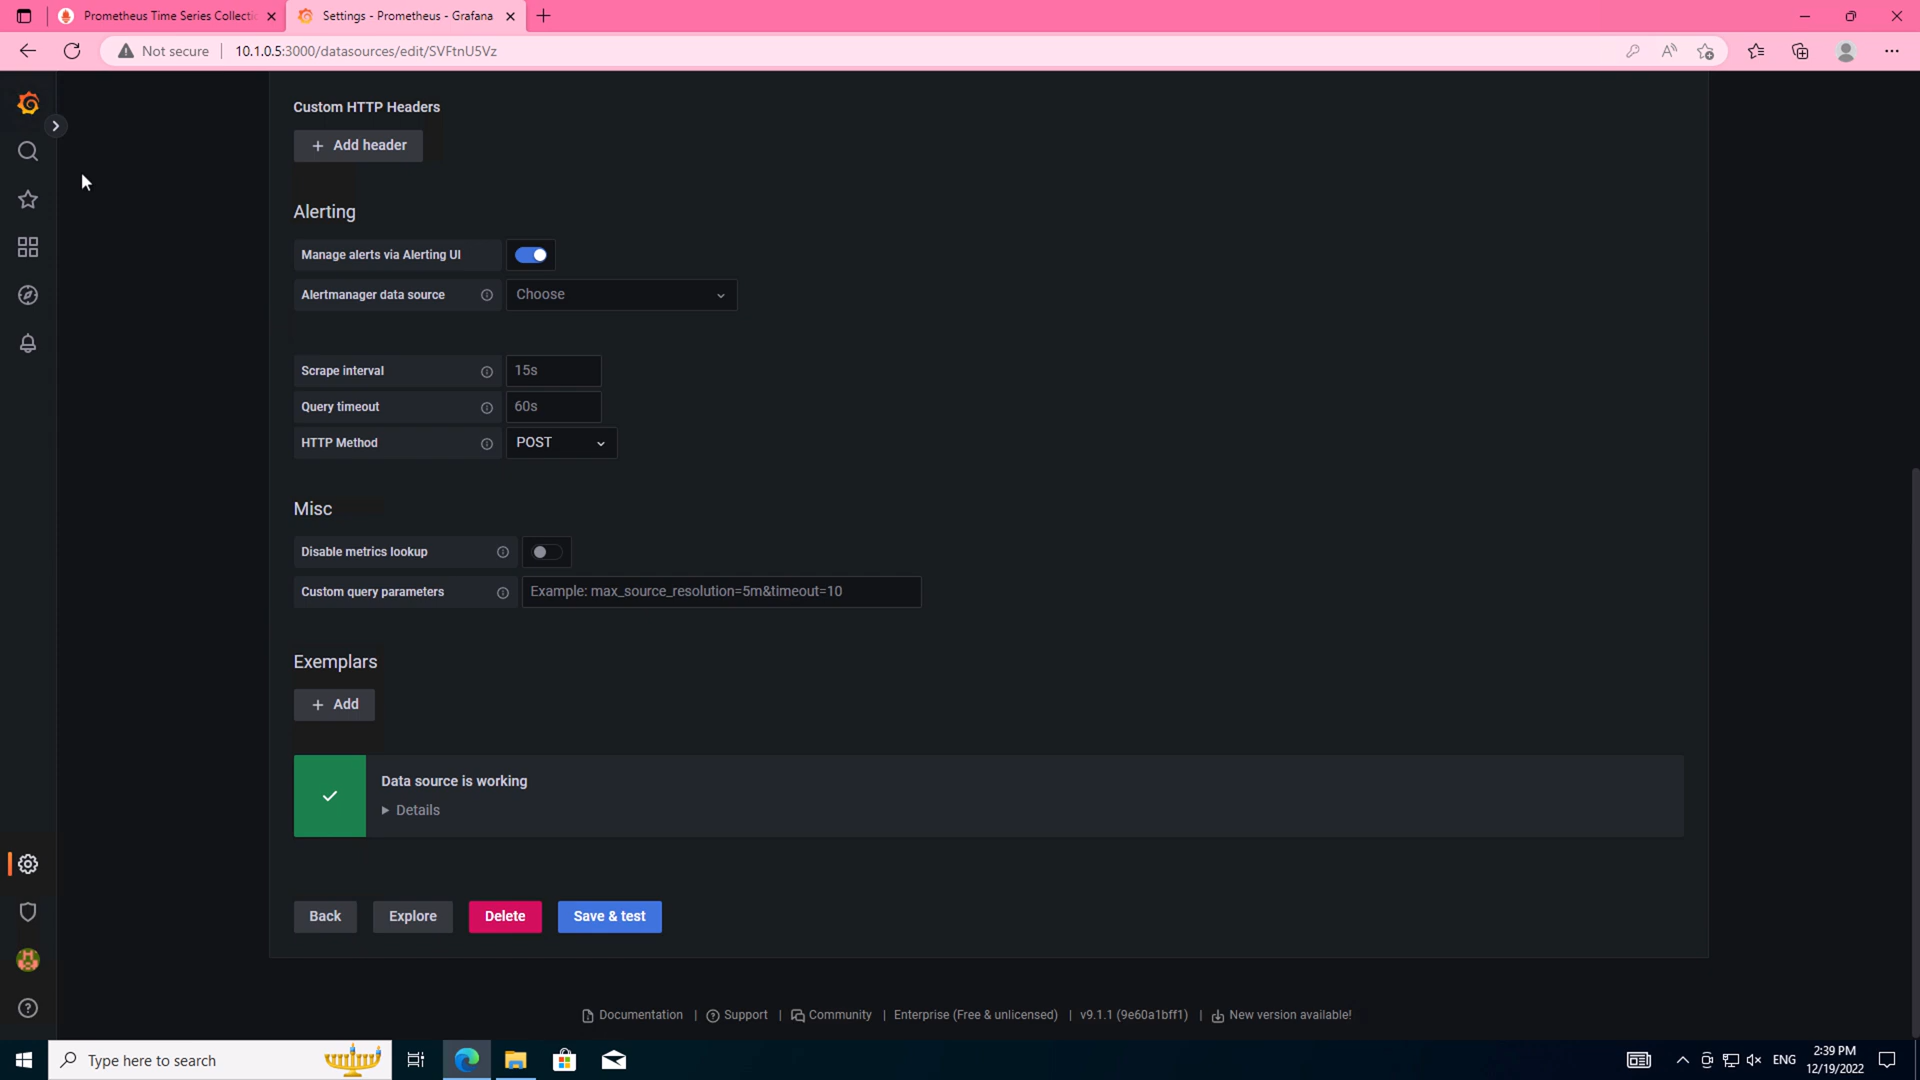 Prometheus Time Series Collectic
Settings - Prometheus - Grafana
Not secure
10.1.0.5:3000/datasources/edit/SVFtnU5Vz
Custom HTTP Headers
Add header
Alerting
Manage alerts via Alerting UI
Alertmanager data source
Choose
Scrape interval
15s
Query timeout
60s
HTTP Method
POST
Misc
Disable metrics lookup
Custom query parameters
Example: max_source_resolution=5m&timeout=10
Exemplars
Add
Data source is working
Details
Back
Explore
Delete
Save & test
Documentation | Support | Community | Enterprise (Free & unlicensed) | v9.1.1 (9e60a1bff1) | New version available!
Type here to search
ENG
2:39 PM
12/19/2022